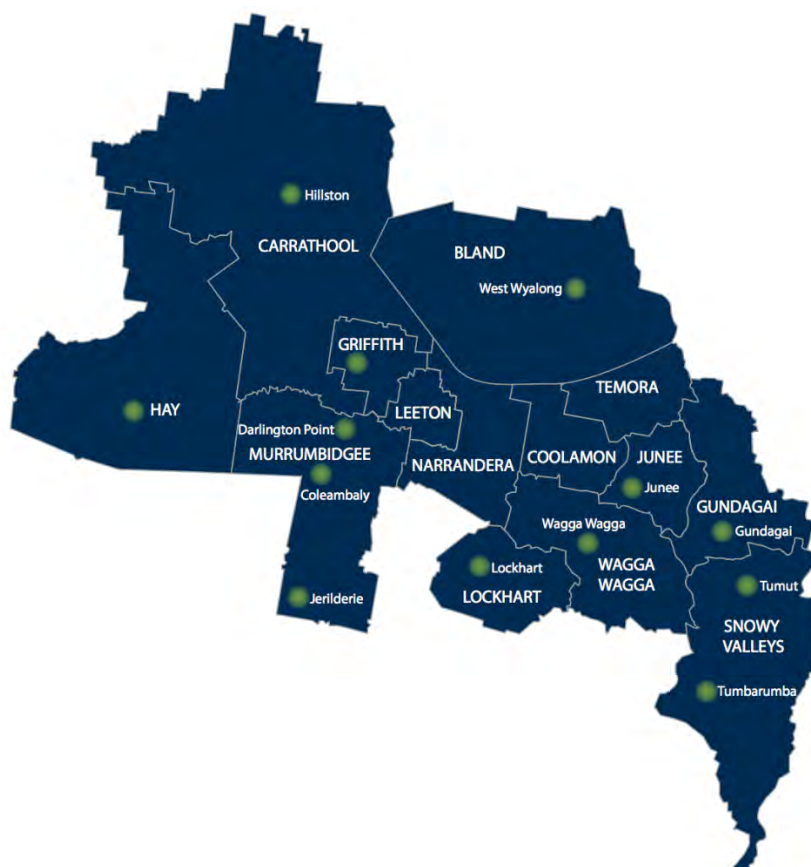 Hillston
CARRATHOOL
BLAND
West Wyalong
GRIFFITH
TEMORA
HAY
LEETON
Darlington Point
MURRUMBIDGEE
NARRANDERA
COOLAMON
JUNEE
Coleambaly
Junee
GUNDAGAI
Wagga Wagga
Gundagai
Lockhart
WAGGA
WAGGA
Tumut
Jerilderie
LOCKHART
SNOWY
VALLEYS
Tumbarumba